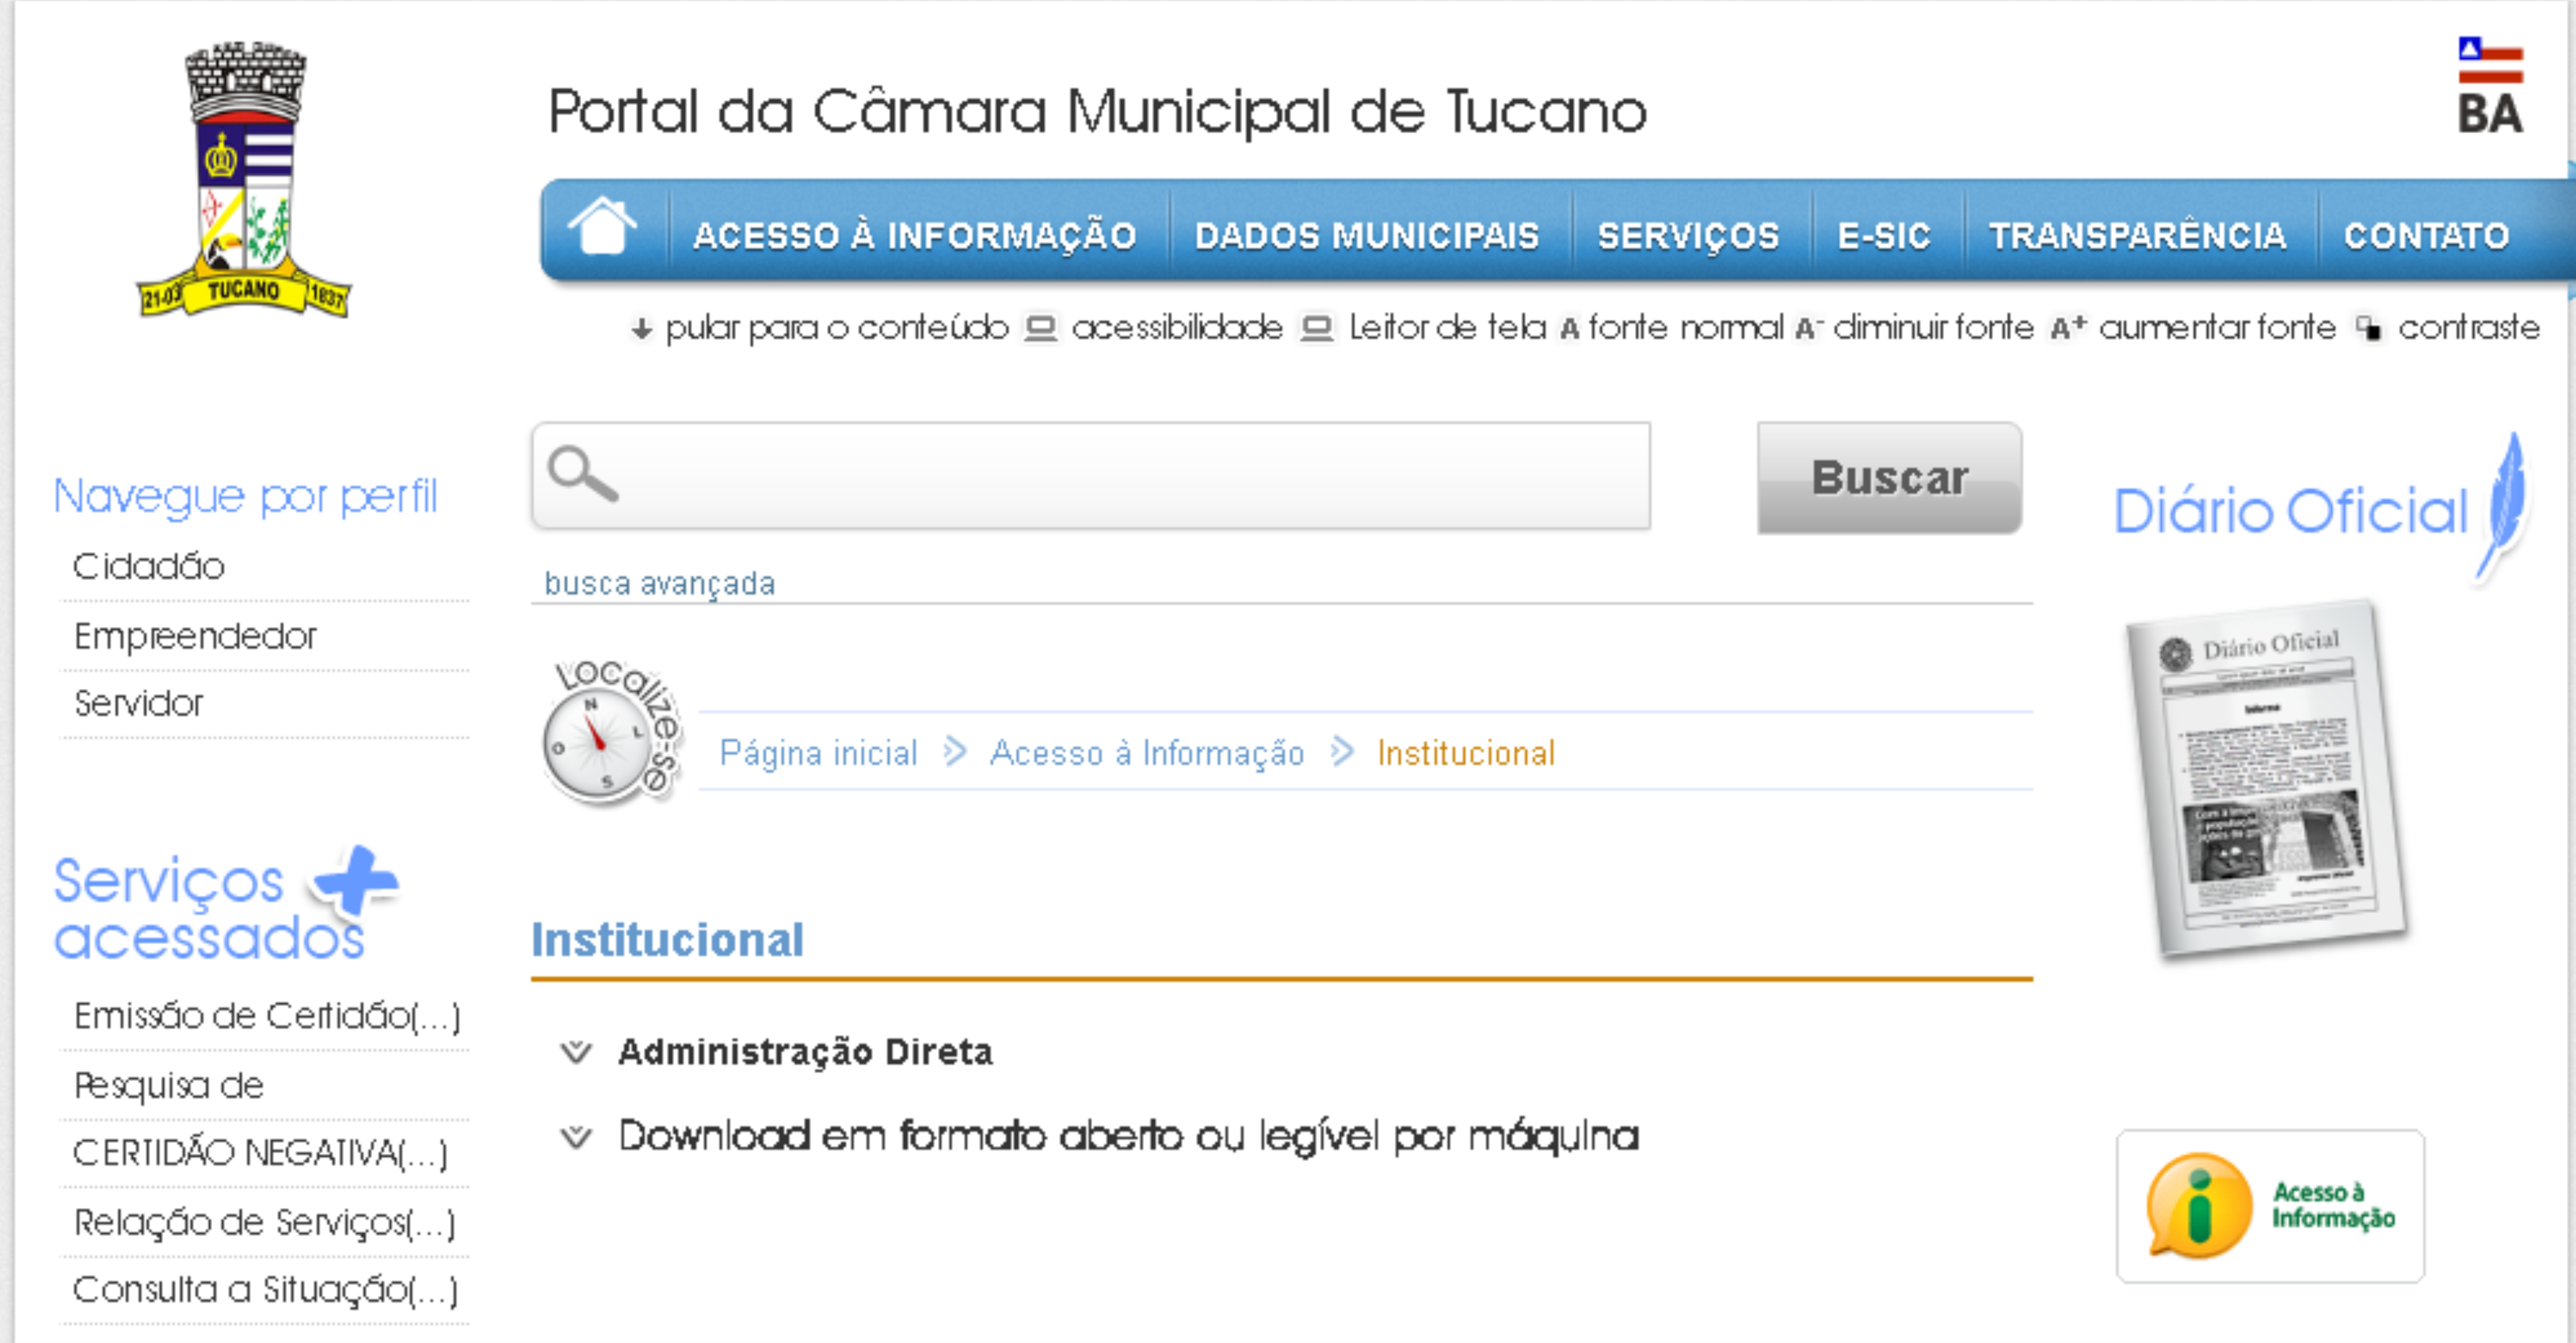 Portal da Câmara Municipal de Tucano
BA
ACESSO À INFORMAÇÃO DADOS MUNICIPAIS SERVIÇOS E-SIC TRANSPARÊNCIA CONTATO
21-03 TUCANO 1837
pular para o conteúdo acessibilidade Leitor de tela A fonte normal A- diminuir fonte A+ aumentar fonte contraste
Buscar
busca avançada
Navegue por perfil
Cidadão
Empreendedor
Servidor
Localize-se
N
L
O
S
Página inicial Acesso à Informação Institucional
Serviços
acessados
Emissão de Certidão(...)
Pesquisa de
CERTIDÃO NEGATIVA(...)
Relação de Serviços(...)
Consulta a Situação(...)
Institucional
Administração Direta
Download em formato aberto ou legível por máquina
Diário Oficial
Diário Oficial
Informe
Acesso à
Informação